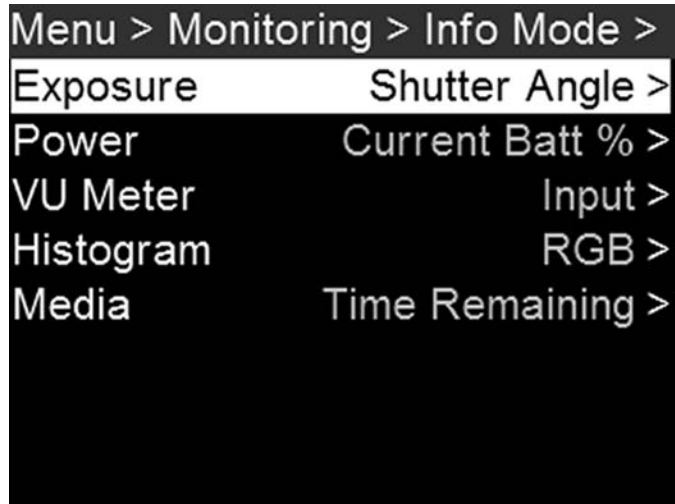 Menu > Monitoring > Info Mode >
Exposure Shutter Angle >
Power Current Batt % >
VU Meter Input >
Histogram RGB >
Media Time Remaining >